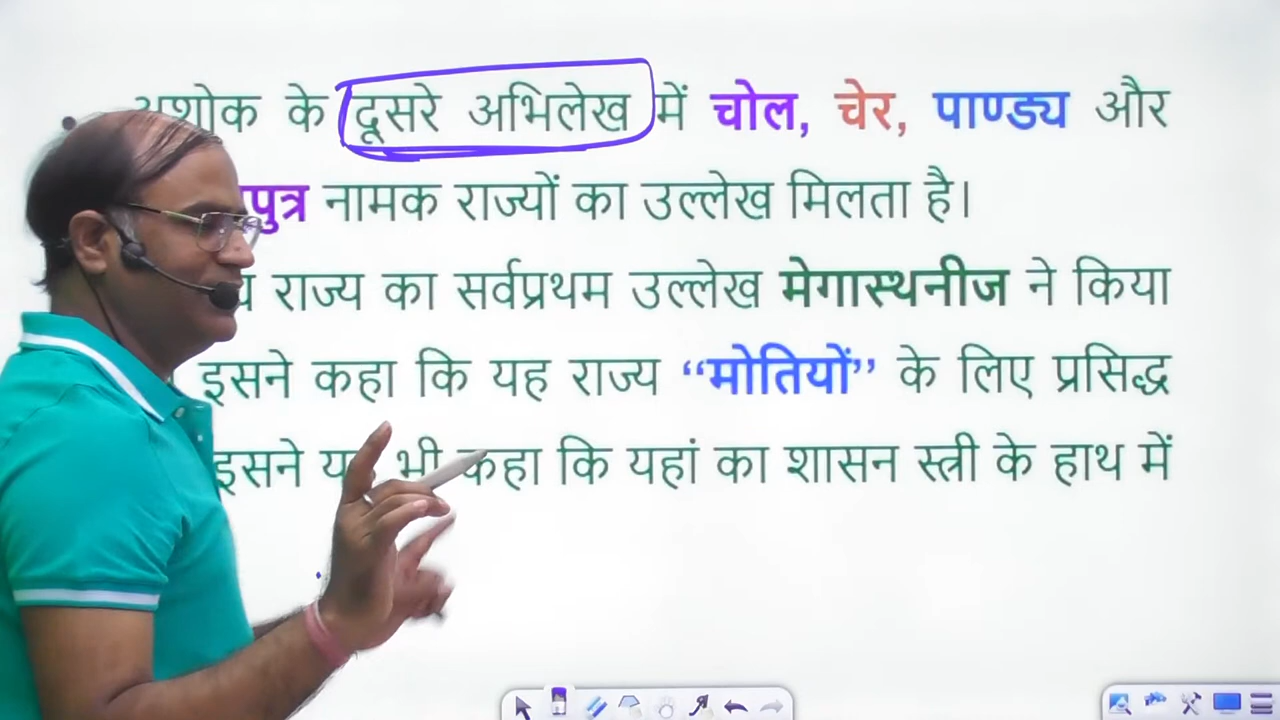 अशोक के दूसरे अभिलेख में चोल, चेर, पाण्ड्य और
पुत्र नामक राज्यों का उल्लेख मिलता है।
राज्य का सर्वप्रथम उल्लेख मेगास्थनीज ने किया
इसने कहा कि यह राज्य “मोतियों” के लिए प्रसिद्ध
इसने भी कहा कि यहां का शासन स्त्री के हाथ में